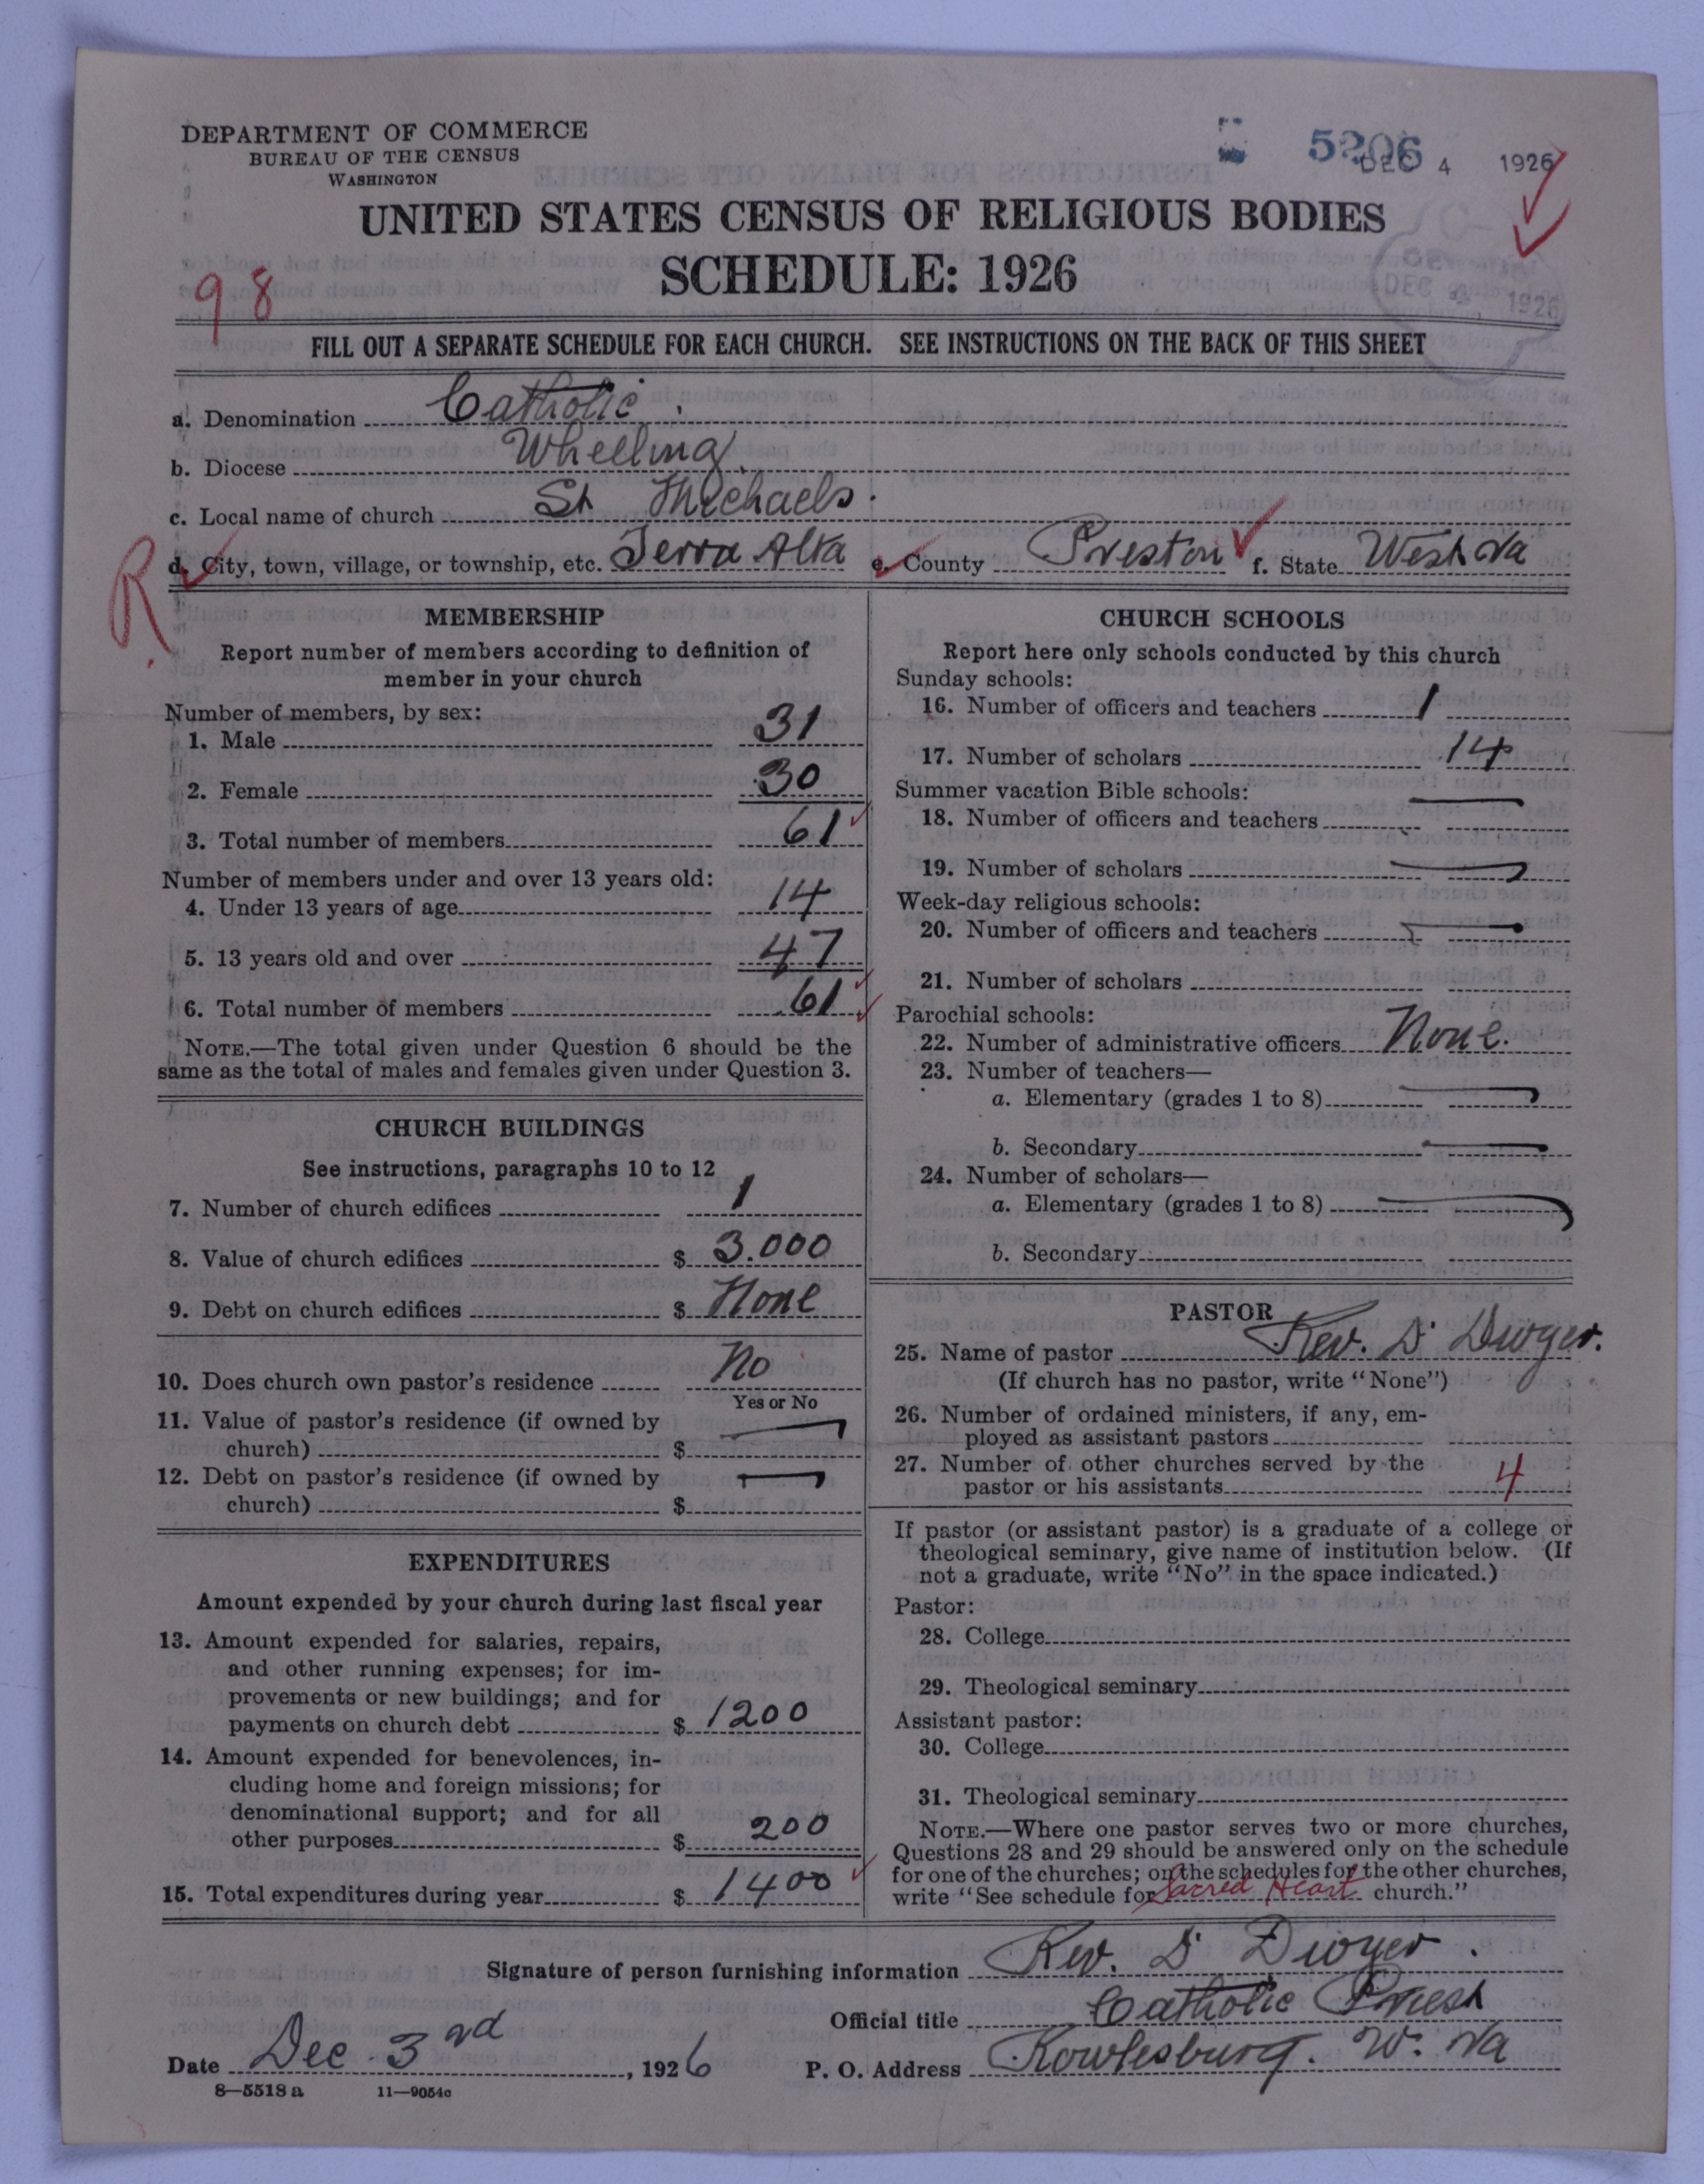 DEPARTMENT OF COMMERCE
BUREAU OF THE CENSUS
WASHINGTON
5206
DEC 4 1926
UNITED STATES CENSUS OF RELIGIOUS BODIES
SCHEDULE: 1926
98
DEC 4 1926
FILL OUT A SEPARATE SCHEDULE FOR EACH CHURCH. SEE INSTRUCTIONS ON THE BACK OF THIS SHEET
a. Denomination Catholic.
b. Diocese Wheeling.
c. Local name of church St Michaels.
R.
d. City, town, village, or township, etc. Terra Alta e. County Preston f. State West Va
MEMBERSHIP
Report number of members according to definition of
member in your church
Number of members, by sex:
1. Male 31
2. Female 30
3. Total number of members 61
Number of members under and over 13 years old:
4. Under 13 years of age 14
5. 13 years old and over 47
6. Total number of members 61
NOTE.—The total given under Question 6 should be the
same as the total of males and females given under Question 3.
CHURCH BUILDINGS
See instructions, paragraphs 10 to 12
7. Number of church edifices 1
8. Value of church edifices $ 3.000
9. Debt on church edifices $ None
10. Does church own pastor's residence No
Yes or No
11. Value of pastor's residence (if owned by
church) $ —
12. Debt on pastor's residence (if owned by
church) $ —
EXPENDITURES
Amount expended by your church during last fiscal year
13. Amount expended for salaries, repairs,
and other running expenses; for im-
provements or new buildings; and for
payments on church debt $ 1200
14. Amount expended for benevolences, in-
cluding home and foreign missions; for
denominational support; and for all
other purposes $ 200
15. Total expenditures during year $ 1400
CHURCH SCHOOLS
Report here only schools conducted by this church
Sunday schools:
16. Number of officers and teachers 1
17. Number of scholars 14
Summer vacation Bible schools:
18. Number of officers and teachers —
19. Number of scholars —
Week-day religious schools:
20. Number of officers and teachers —
21. Number of scholars
Parochial schools:
22. Number of administrative officers None.
23. Number of teachers—
a. Elementary (grades 1 to 8) —
b. Secondary —
24. Number of scholars—
a. Elementary (grades 1 to 8) —
b. Secondary
PASTOR
25. Name of pastor Rev. D Dwyer.
(If church has no pastor, write "None")
26. Number of ordained ministers, if any, em-
ployed as assistant pastors
27. Number of other churches served by the
pastor or his assistants 4
If pastor (or assistant pastor) is a graduate of a college or
theological seminary, give name of institution below. (If
not a graduate, write "No" in the space indicated.)
Pastor:
28. College
29. Theological seminary
Assistant pastor:
30. College
31. Theological seminary
NOTE.—Where one pastor serves two or more churches,
Questions 28 and 29 should be answered only on the schedule
for one of the churches; on the schedules for the other churches,
write "See schedule for Sacred Heart church."
Signature of person furnishing information Rev. D Dwyer.
Official title Catholic Priest
Date Dec. 3rd, 1926 P. O. Address Rowlesburg. W. Va
8—5518 a 11—9054c